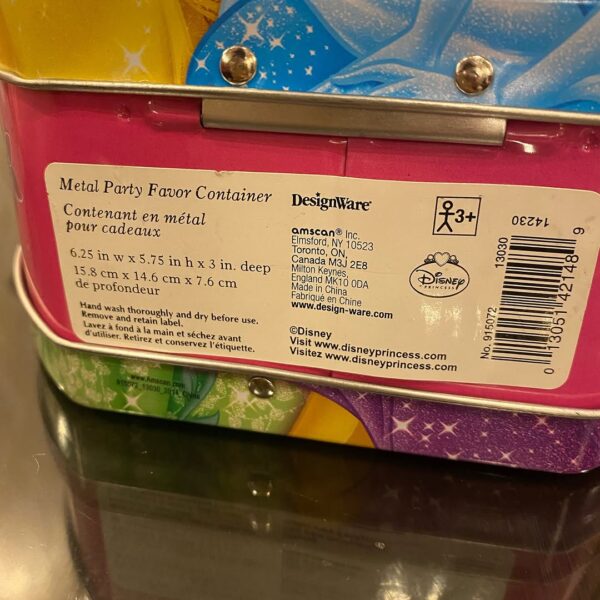 Metal Party Favor Container
Contenant en métal
pour cadeaux
6.25 in w x 5.75 in h x 3 in. deep
15.8 cm x 14.6 cm x 7.6 cm
de profondeur
Hand wash thoroughly and dry before use.
Remove and retain label.
Lavez à fond à la main et séchez avant
d'utiliser. Retirez et conservez l'étiquette.
DesignWare®
amscan® Inc.
Elmsford, NY 10523
Toronto, ON,
Canada M3J 2E8
Milton Keynes,
England MK10 0DA
Made in China
Fabriqué en Chine
www.design-ware.com
©Disney
Visit www.disneyprincess.com
Visitez www.disneyprincess.com
3+
Disney
PRINCESS
14230
13030
No. 915072
0 13051 42148 9
www.Amscan.com
915072_13030_2014_China